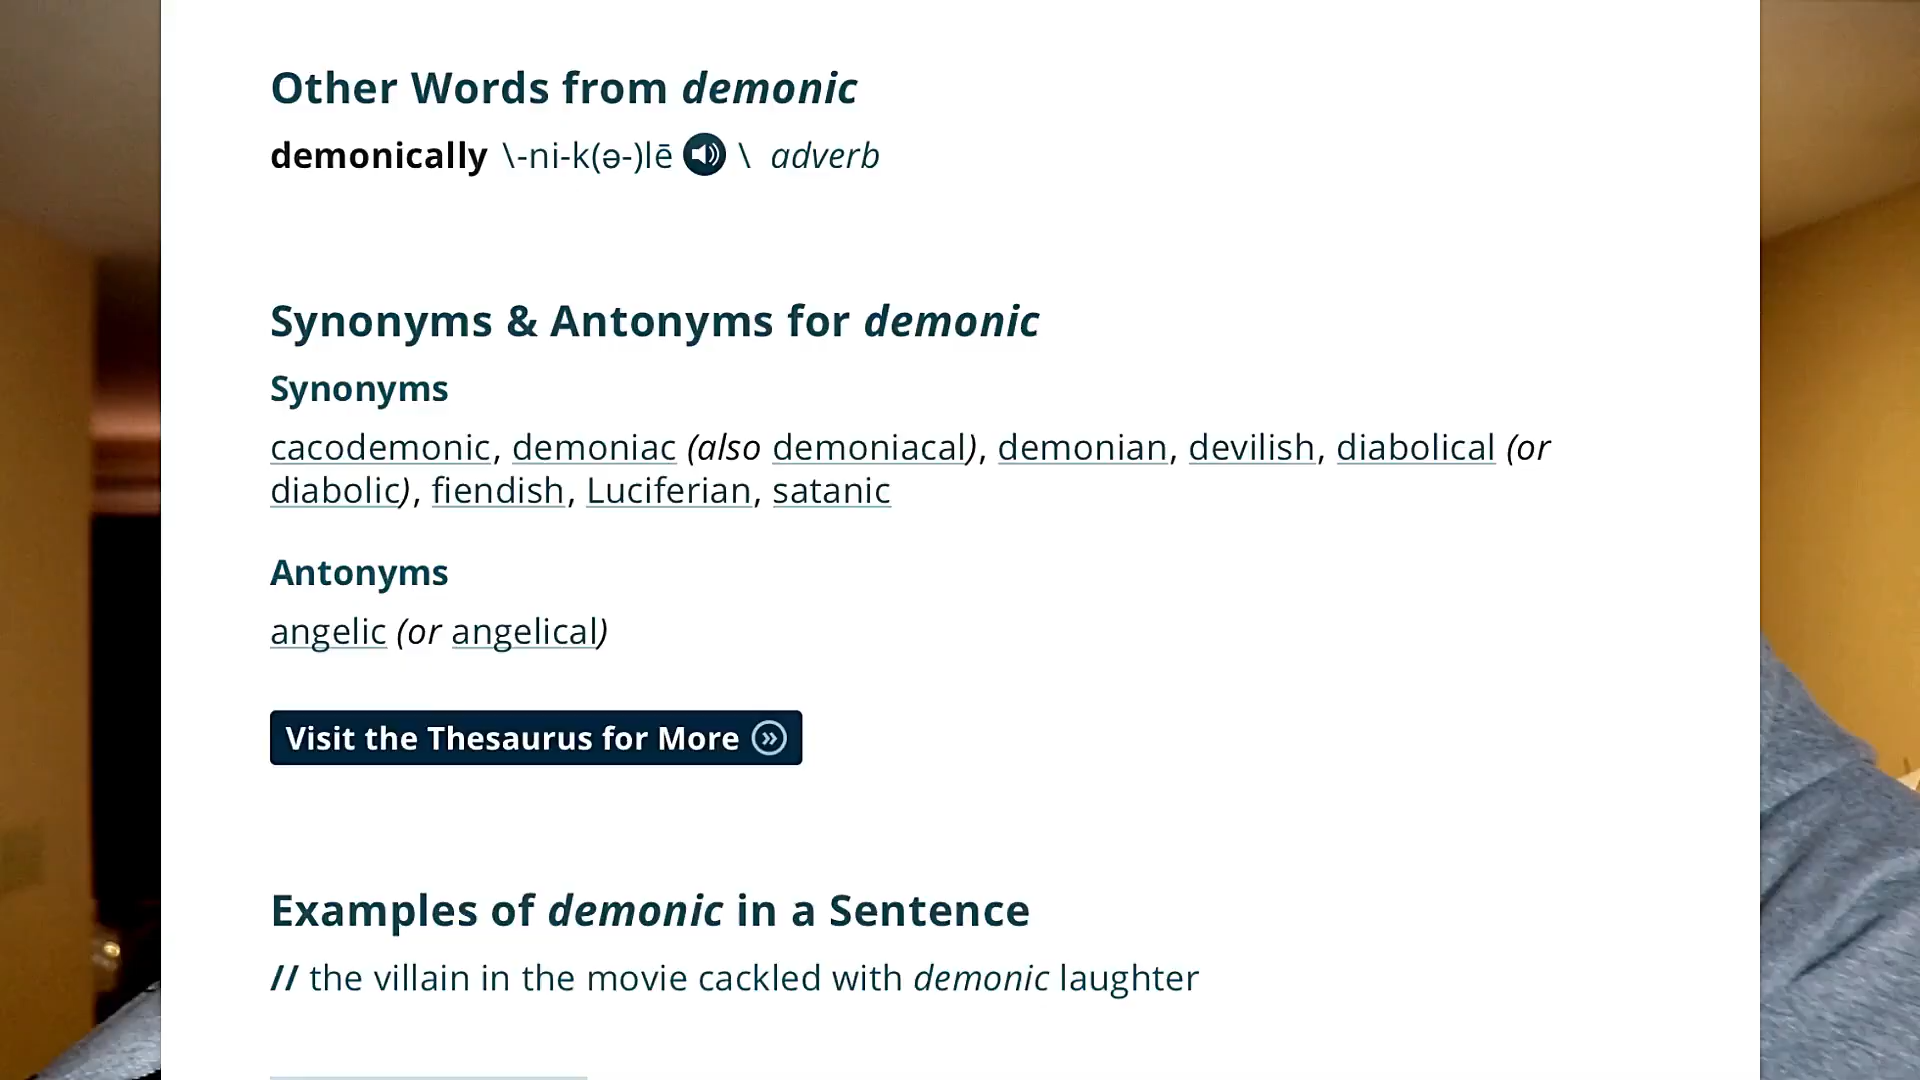 Other Words from demonic
demonically \-ni-k(ə-)lē \ adverb
Synonyms & Antonyms for demonic
Synonyms
cacodemonic, demoniac (also demoniacal), demonian, devilish, diabolical (or
diabolic), fiendish, Luciferian, satanic
Antonyms
angelic (or angelical)
Visit the Thesaurus for More
Examples of demonic in a Sentence
// the villain in the movie cackled with demonic laughter